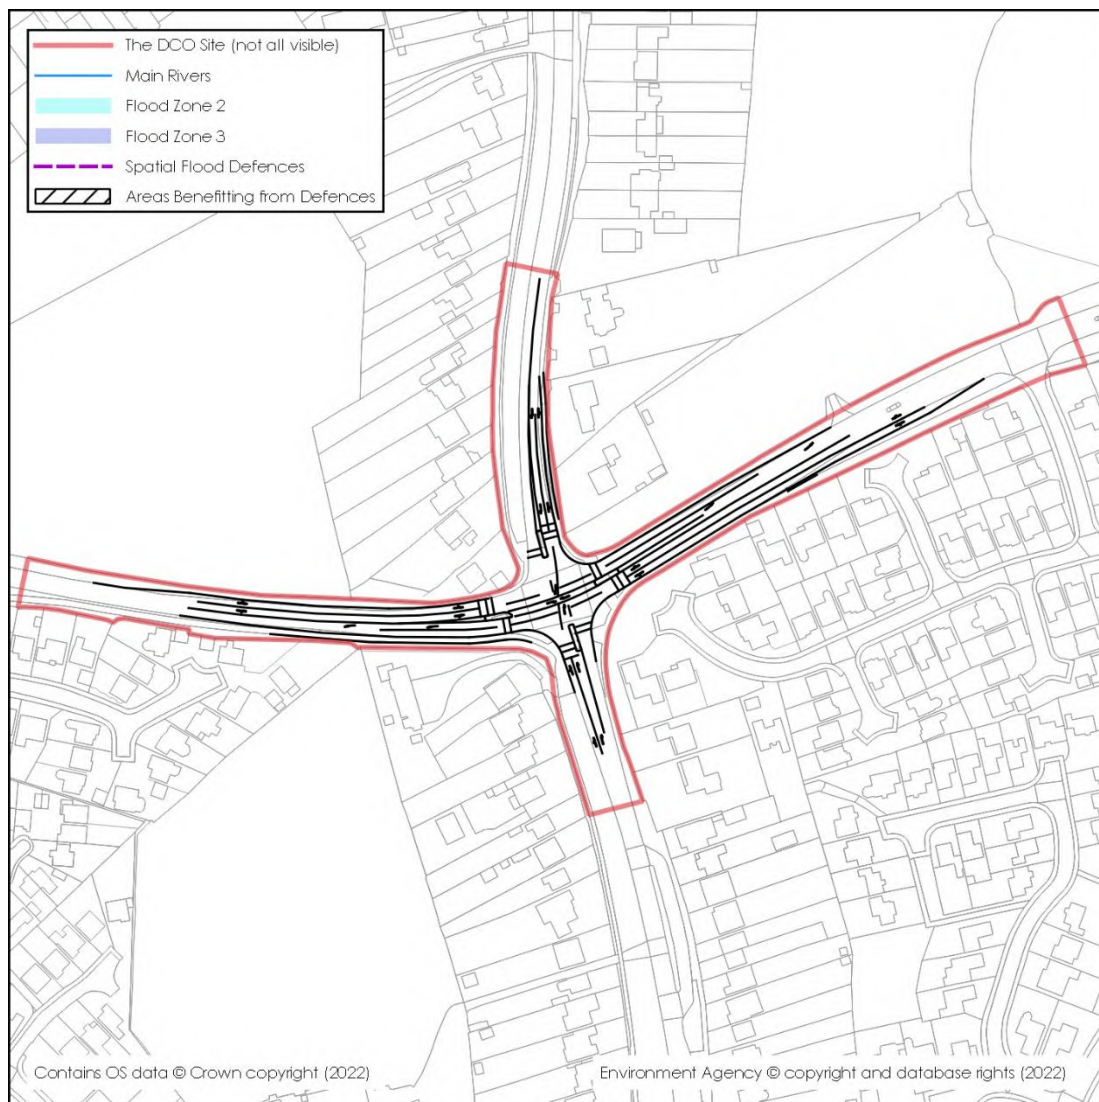 The DCO Site (not all visible)
Main Rivers
Flood Zone 2
Flood Zone 3
Spatial Flood Defences
Areas Benefitting from Defences
Contains OS data © Crown copyright (2022)
Environment Agency © copyright and database rights (2022)